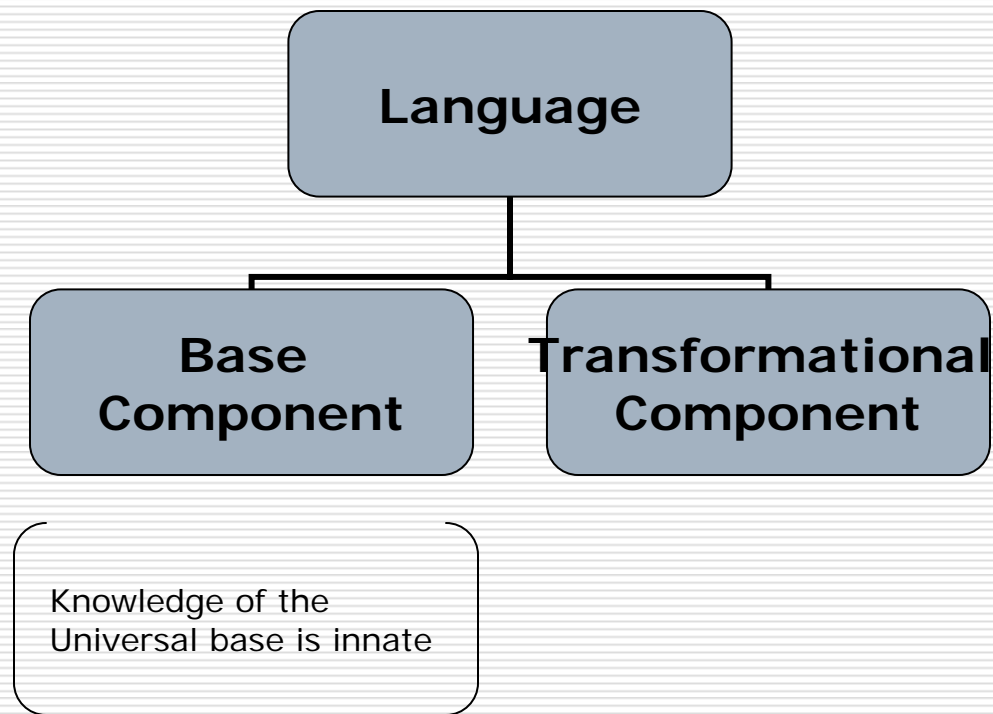 Language
Base
Component
Transformational
Component
Knowledge of the
Universal base is innate